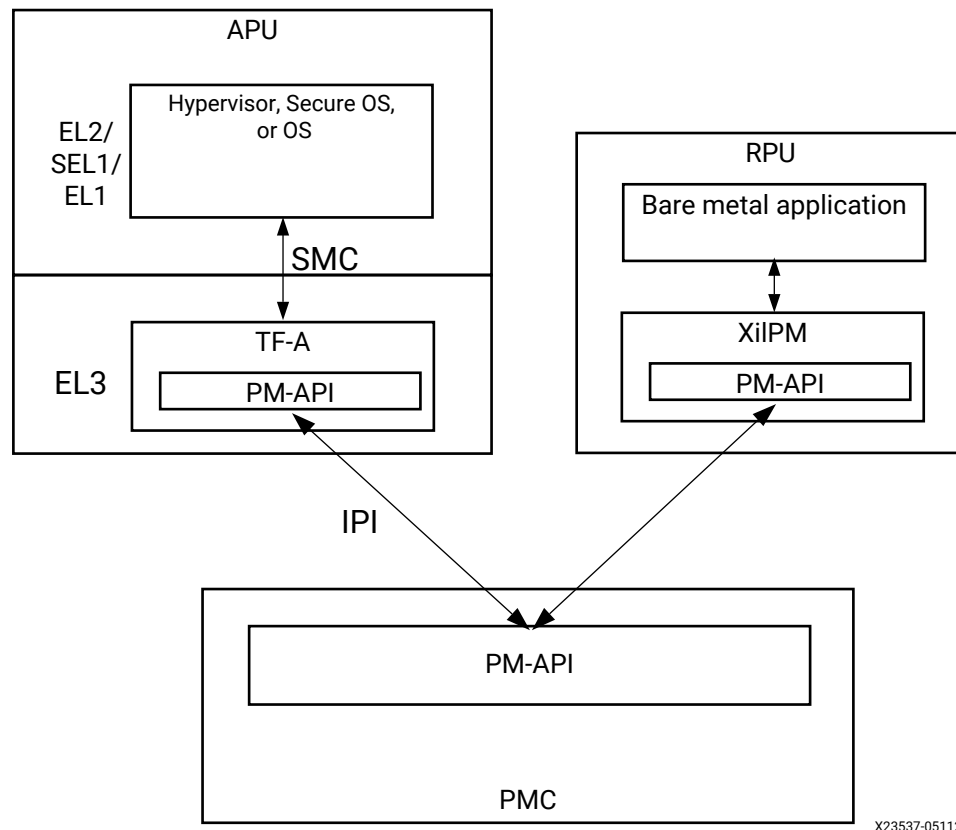 APU
Hypervisor, Secure OS,
or OS
EL2/
SEL1/
EL1
SMC
TF-A
PM-API
EL3
RPU
Bare metal application
XilPM
PM-API
IPI
PM-API
PMC